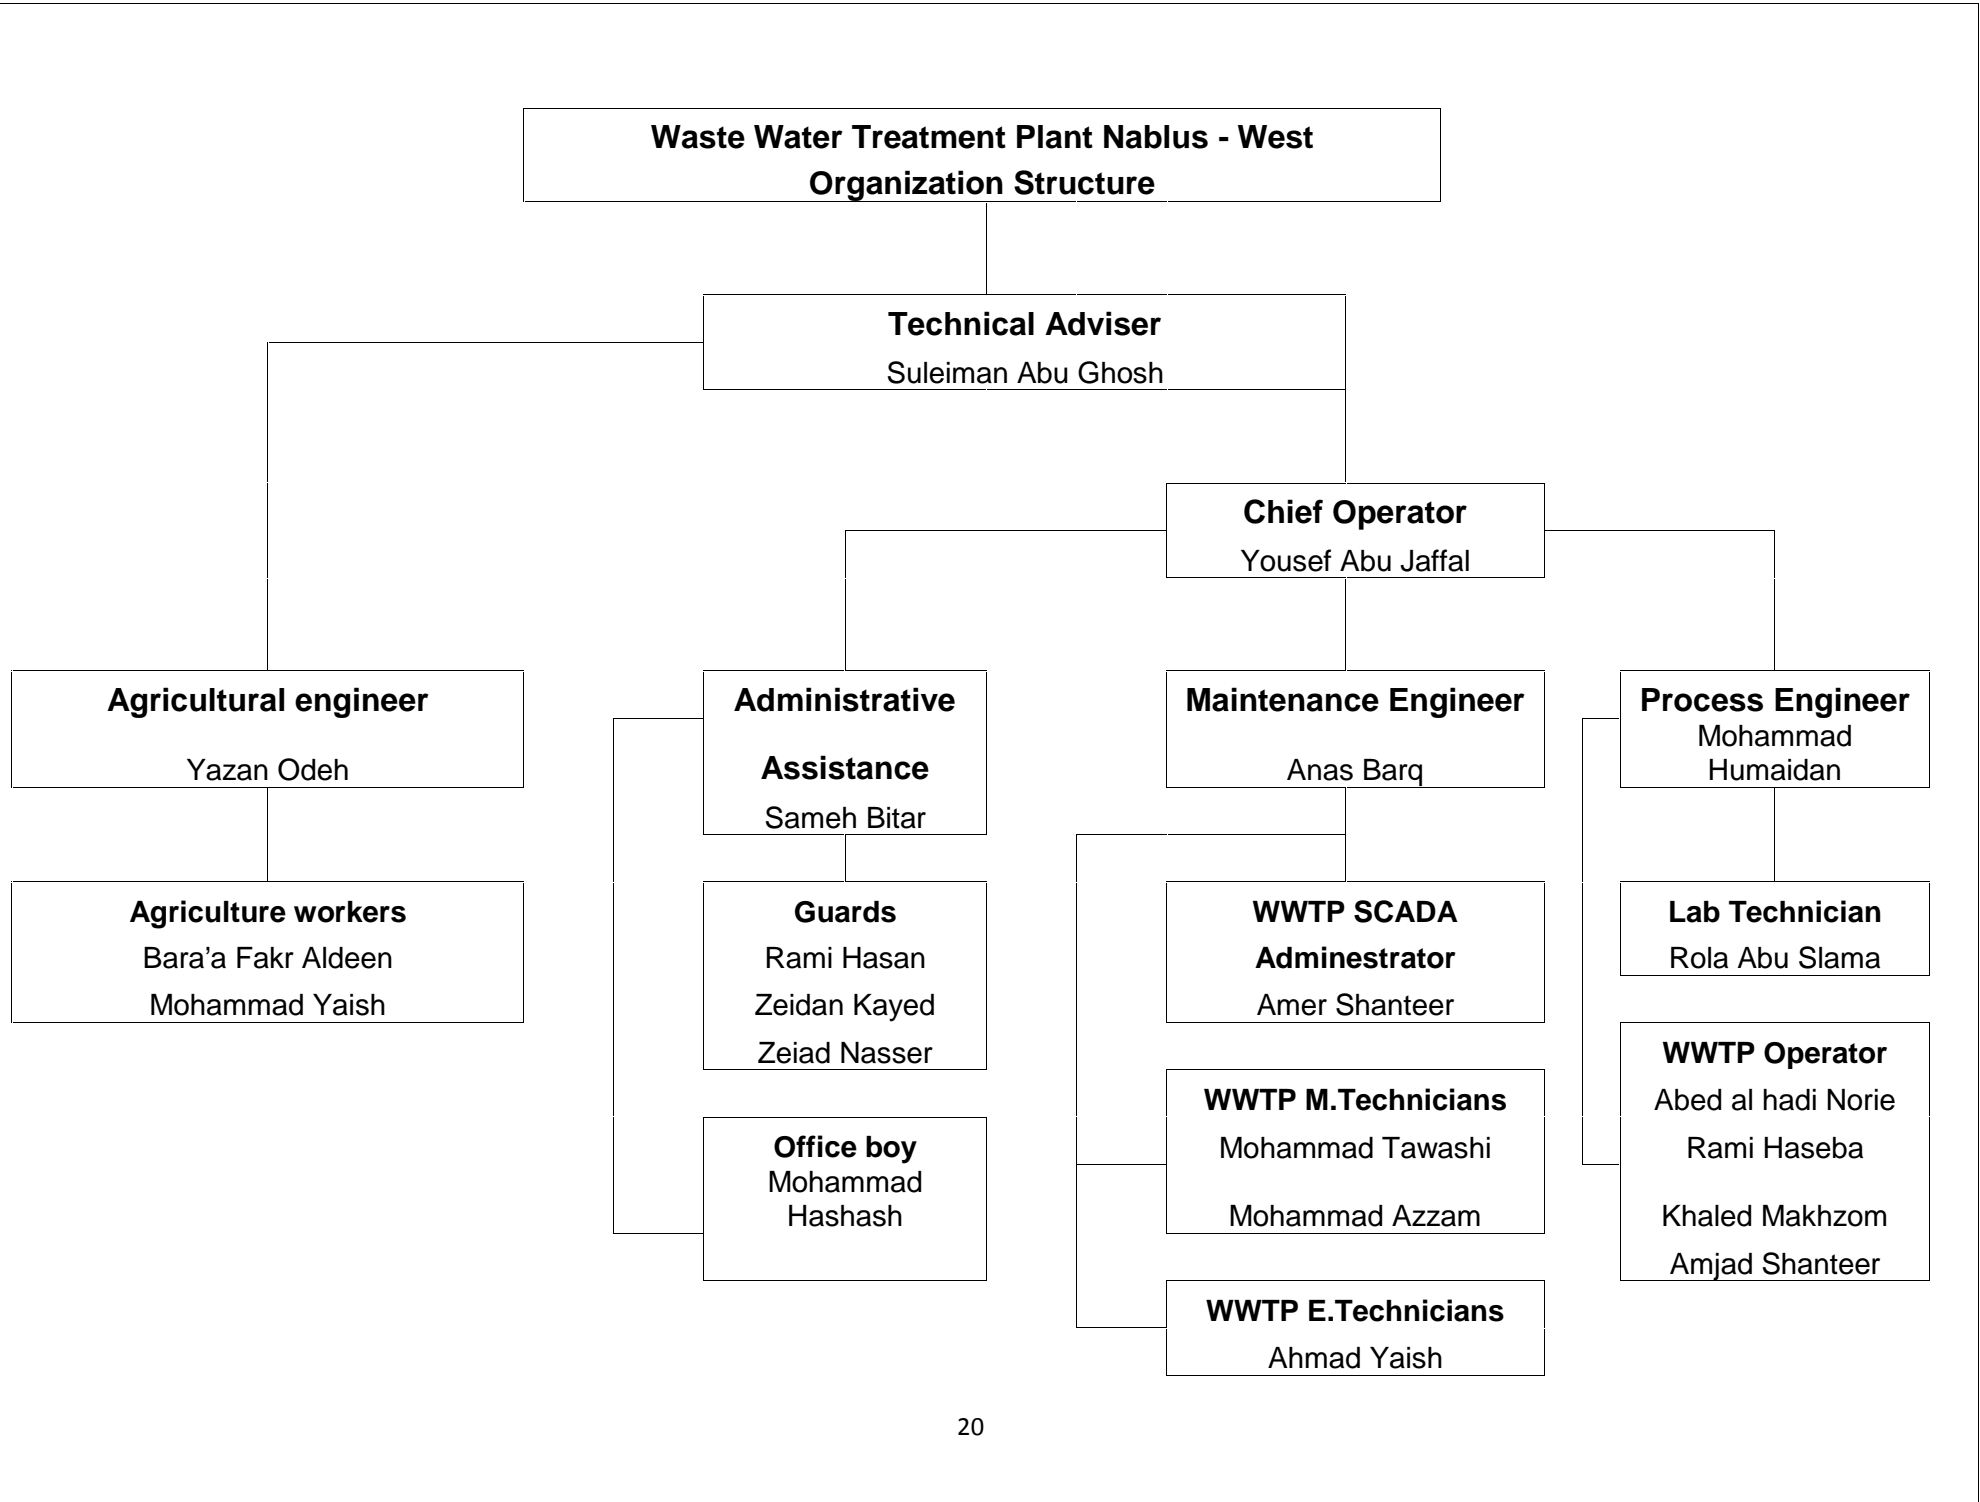 Waste Water Treatment Plant Nablus - West
Organization Structure
Technical Adviser
Suleiman Abu Ghosh
Chief Operator
Yousef Abu Jaffal
Agricultural engineer
Yazan Odeh
Administrative
Assistance
Sameh Bitar
Maintenance Engineer
Anas Barq
Process Engineer
Mohammad
Humaidan
Agriculture workers
Bara’a Fakr Aldeen
Mohammad Yaish
Guards
Rami Hasan
Zeidan Kayed
Zeiad Nasser
WWTP SCADA
Adminestrator
Amer Shanteer
Lab Technician
Rola Abu Slama
Office boy
Mohammad
Hashash
WWTP M.Technicians
Mohammad Tawashi
Mohammad Azzam
WWTP Operator
Abed al hadi Norie
Rami Haseba
Khaled Makhzom
Amjad Shanteer
WWTP E.Technicians
Ahmad Yaish
20